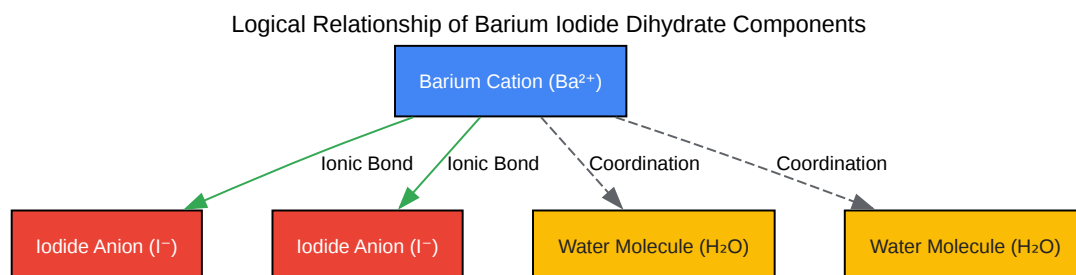 Logical Relationship of Barium Iodide Dihydrate Components
Barium Cation (Ba²⁺)
Ionic Bond
Ionic Bond
Coordination
Coordination
Iodide Anion (I⁻)
Iodide Anion (I⁻)
Water Molecule (H₂O)
Water Molecule (H₂O)